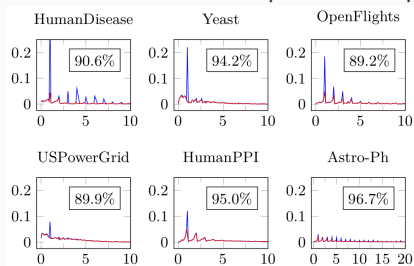 HumanDisease
Yeast
OpenFlights
0.2
0.1
0
90.6%
0 5 10
0.2
0.1
0
94.2%
0 5 10
0.2
0.1
0
89.2%
0 5 10
USPowerGrid
HumanPPI
Astro-Ph
0.2
0.1
0
89.9%
0 5 10
0.2
0.1
0
95.0%
0 5 10
0.2
0.1
0
96.7%
0 5 10 15 20